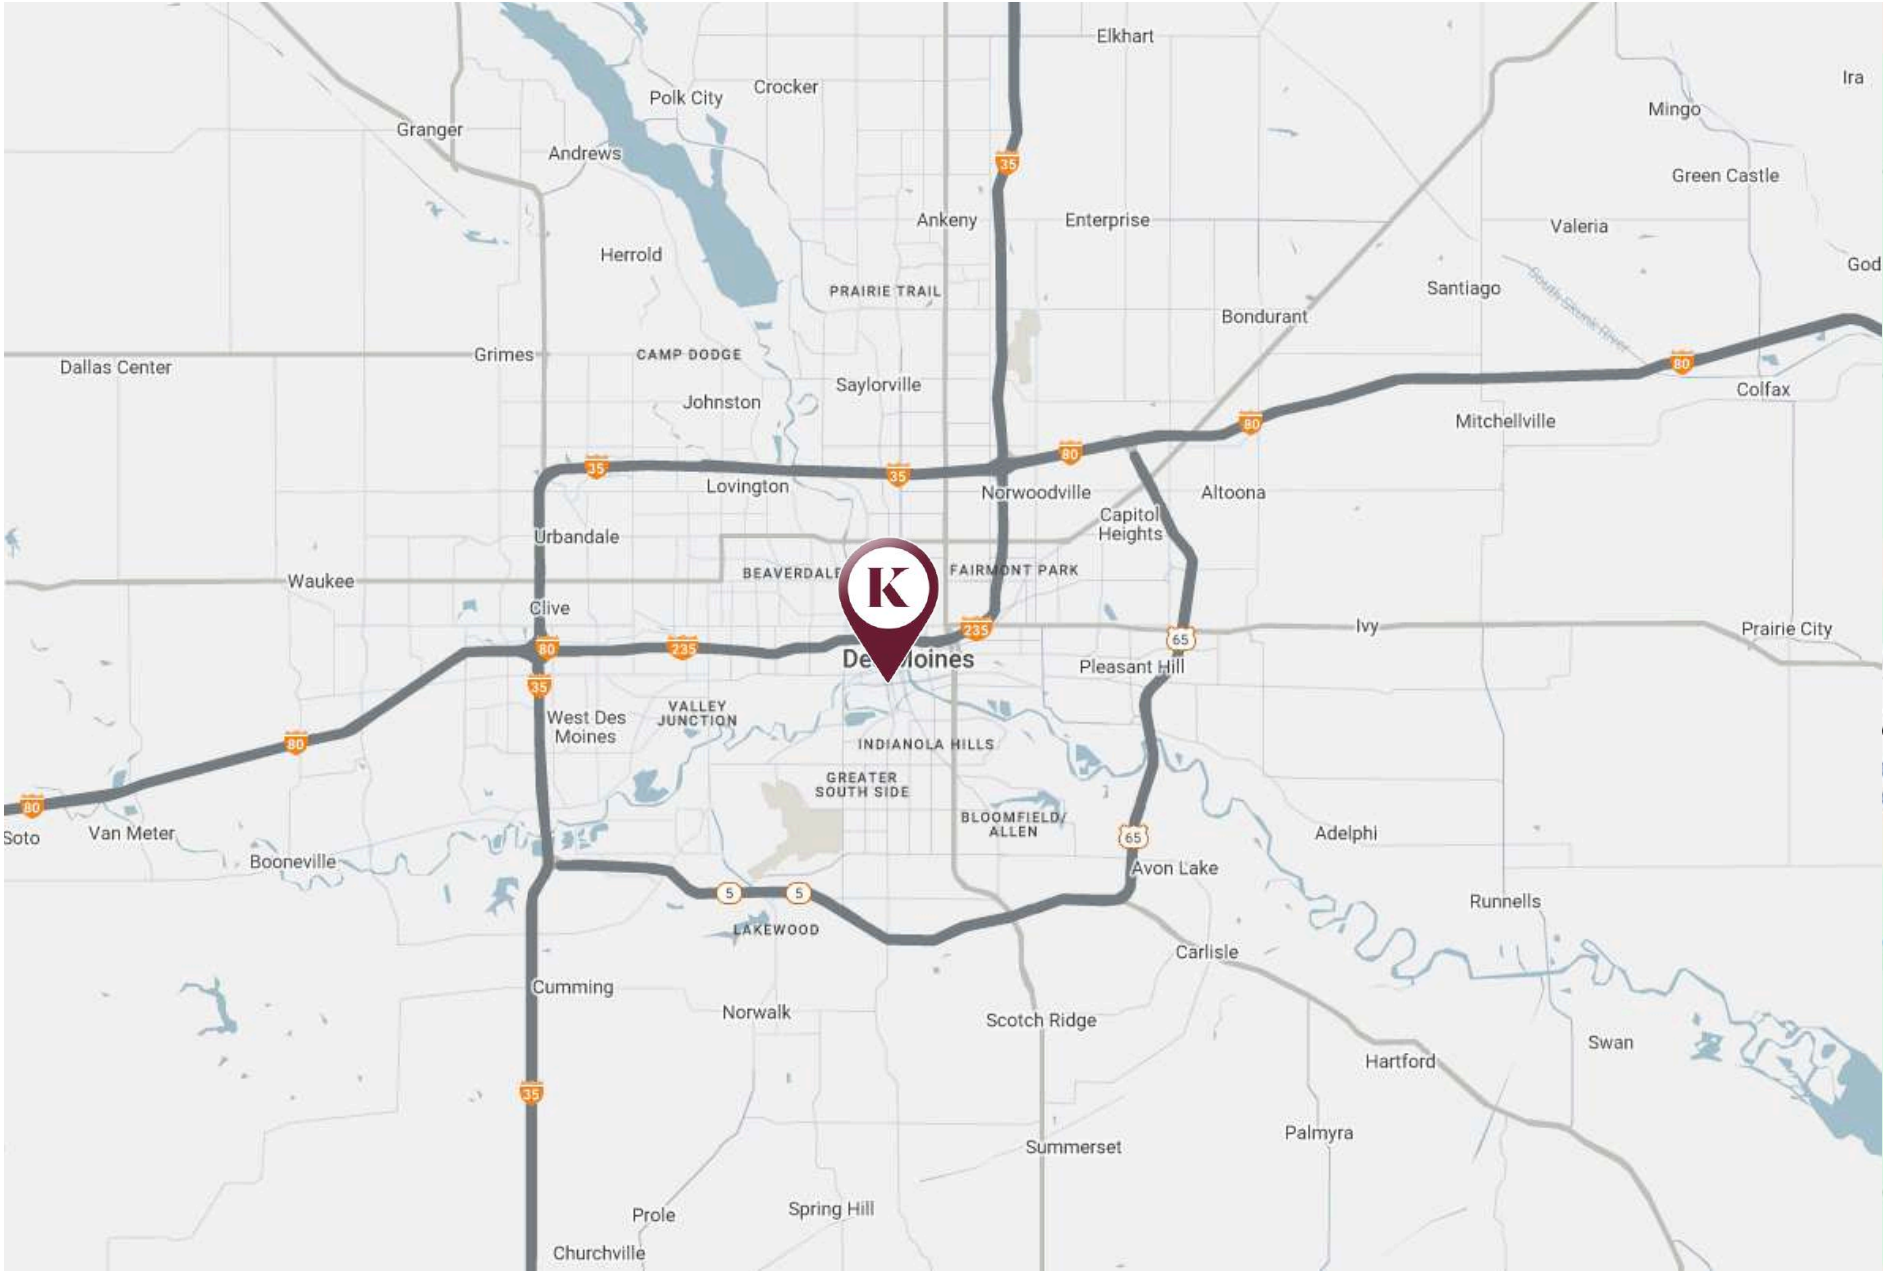 Elkhart
Ira
Crocker
Polk City
Mingo
Granger
Andrews
35
Green Castle
Ankeny
Enterprise
Valeria
Herrold
God
South Skunk River
PRAIRIE TRAIL
Santiago
Bondurant
Grimes
CAMP DODGE
Dallas Center
80
Saylorville
Colfax
Johnston
Mitchellville
80
80
35
35
Lovington
Norwoodville
Altoona
Capitol
Heights
Urbandale
BEAVERDALE
FAIRMONT PARK
Waukee
K
Clive
Ivy
Prairie City
235
65
80
235
Des Moines
Pleasant Hill
35
VALLEY
JUNCTION
West Des
Moines
80
INDIANOLA HILLS
GREATER
SOUTH SIDE
80
BLOOMFIELD/
ALLEN
Soto
Van Meter
65
Adelphi
Booneville
Avon Lake
5
5
Runnells
LAKEWOOD
Carlisle
Cumming
Norwalk
Scotch Ridge
Swan
Hartford
35
Palmyra
Summerset
Spring Hill
Prole
Churchville